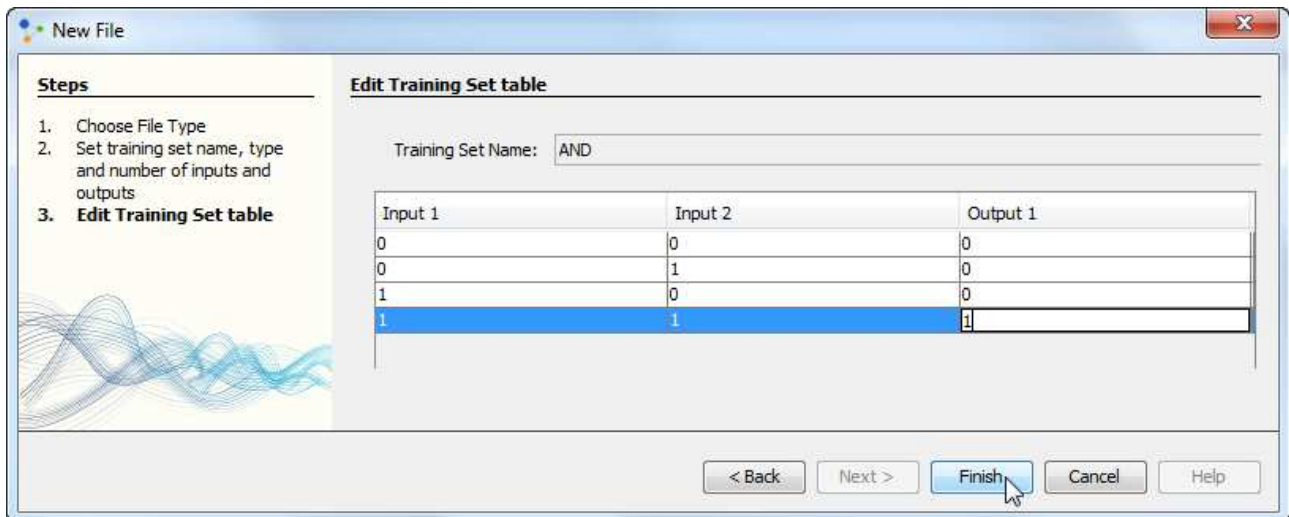 New File
Steps
1. Choose File Type
2. Set training set name, type
and number of inputs and
outputs
3. Edit Training Set table
Edit Training Set table
Training Set Name: AND
Input 1 Input 2 Output 1
0 0 0
0 1 0
1 0 0
1 1 1
< Back Next > Finish Cancel Help